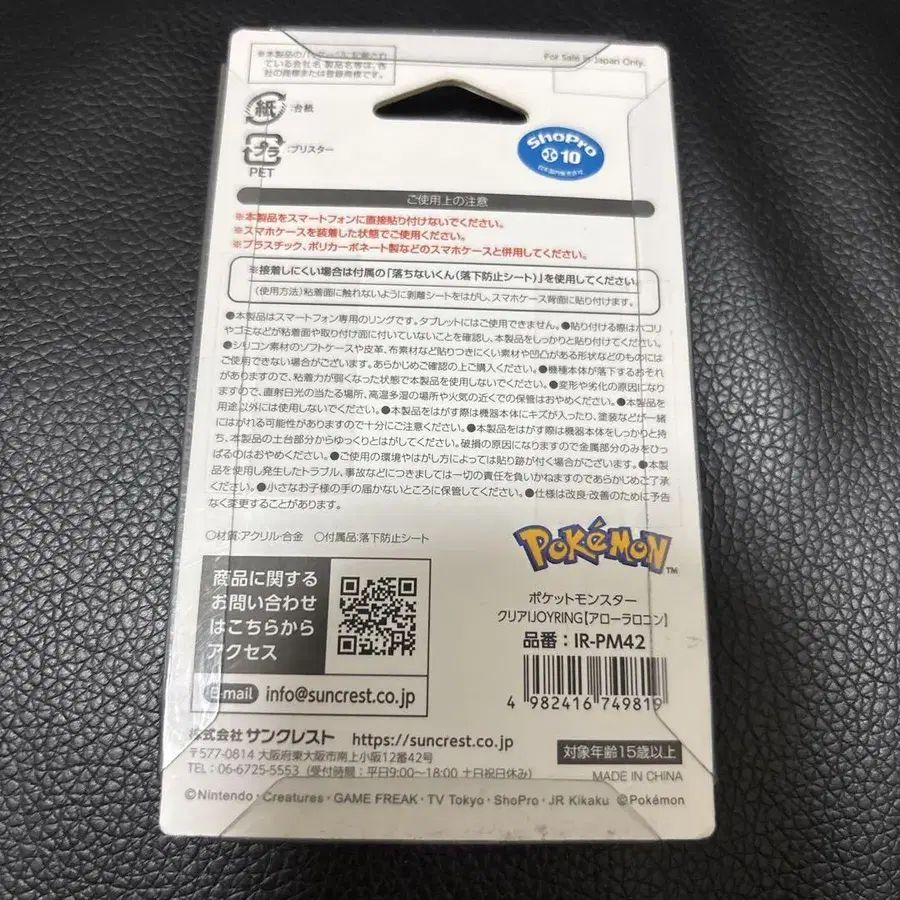 ※本製品のパッケージに記載され
ている会社名 製品名等は、各
社の商標または登録商標です。
For Sale in Japan Only.
紙 :台紙
プラ :ブリスター
PET
ShoPro
10
ご使用上の注意
※本製品をスマートフォンに直接貼り付けないでください。
※スマホケースを装着した状態でご使用ください。
※プラスチック、ポリカーボネート製などのスマホケースと併用してください。
※接着しにくい場合は付属の「落ちないくん(落下防止シート)」を使用してください。
(使用方法)粘着面に触れないように剥離シートをはがし、スマホケース背面に貼り付けます。
●本製品はスマートフォン専用のリングです。タブレットにはご使用できません。●貼り付ける際はホコリ
やゴミなどが粘着面や取り付け面に付いていないことを確認し、本製品をしっかりと貼り付けてください。
●シリコン素材のソフトケースや皮革、布素材など貼りつきにくい素材や凹凸がある形状などのものには
ご使用できない場合がございます。あらかじめご確認の上ご購入ください。●機種本体が落下するおそれ
がありますので、粘着力が弱くなった状態で本製品を使用しないでください。●変形や劣化の原因になり
ますので、直射日光の当たる場所、高温多湿の場所や火気の近くでの保管はおやめください。●本製品を
用途以外には使用しないでください。●本製品をはがす際は機器本体にキズが入ったり、塗装などが一緒
にはがれる可能性がありますので十分にご注意ください。●本製品をはがす際は機器本体をしっかりと持
ち、本製品の土台部分からゆっくりとはがしてください。破損の原因になりますので金属部分のみをひっ
ぱるのはおやめください。●ご使用の環境やはがし方によっては貼り跡が付く場合がございます。●本製
品を使用し発生したトラブル、事故などにつきましては一切の責任を負いかねますのであらかじめご了承
ください。●小さなお子様の手の届かないところに保管してください。●仕様は改良・改善のために予告
なく変更することがあります。
○材質:アクリル・合金 ○付属品:落下防止シート
商品に関する
お問い合わせ
はこちらから
アクセス
E-mail info@suncrest.co.jp
POKéMON TM
ポケットモンスター
クリアIJOYRING【アローラロコン】
品番:IR-PM42
4 982416 749819
株式会社 サンクレスト https://suncrest.co.jp
〒577-0814 大阪府東大阪市南上小阪12番42号
TEL:06-6725-5553 (受付時間:平日9:00~18:00 土日祝日休み)
対象年齢15歳以上
MADE IN CHINA
©Nintendo・Creatures・GAME FREAK・TV Tokyo・ShoPro・JR Kikaku ©Pokémon